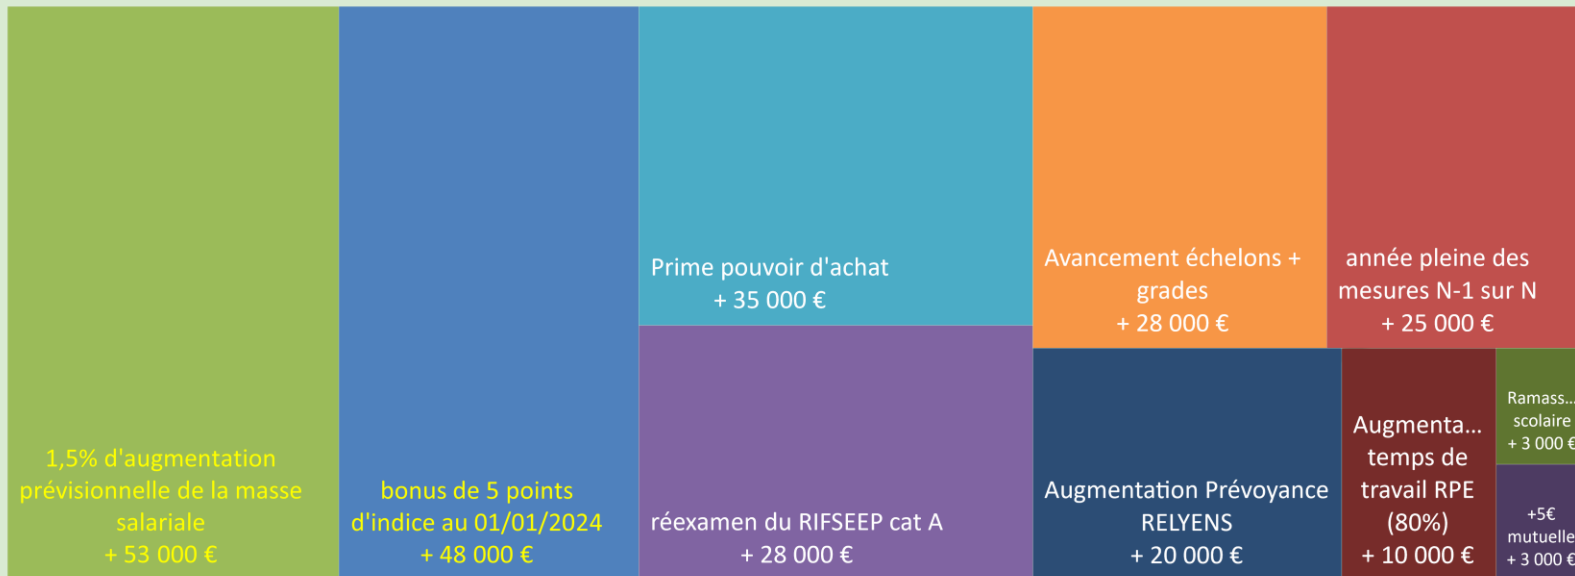 1,5% d'augmentation
prévisionnelle de la masse
salariale
+ 53 000 €
bonus de 5 points
d'indice au 01/01/2024
+ 48 000 €
Prime pouvoir d'achat
+ 35 000 €
réexamen du RIFSEEP cat A
+ 28 000 €
Avancement échelons +
grades
+ 28 000 €
année pleine des
mesures N-1 sur N
+ 25 000 €
Augmentation Prévoyance
RELYENS
+ 20 000 €
Augmenta...
temps de
travail RPE
(80%)
+ 10 000 €
Ramass...
scolaire
+ 3 000 €
+5€
mutuelle
+ 3 000 €